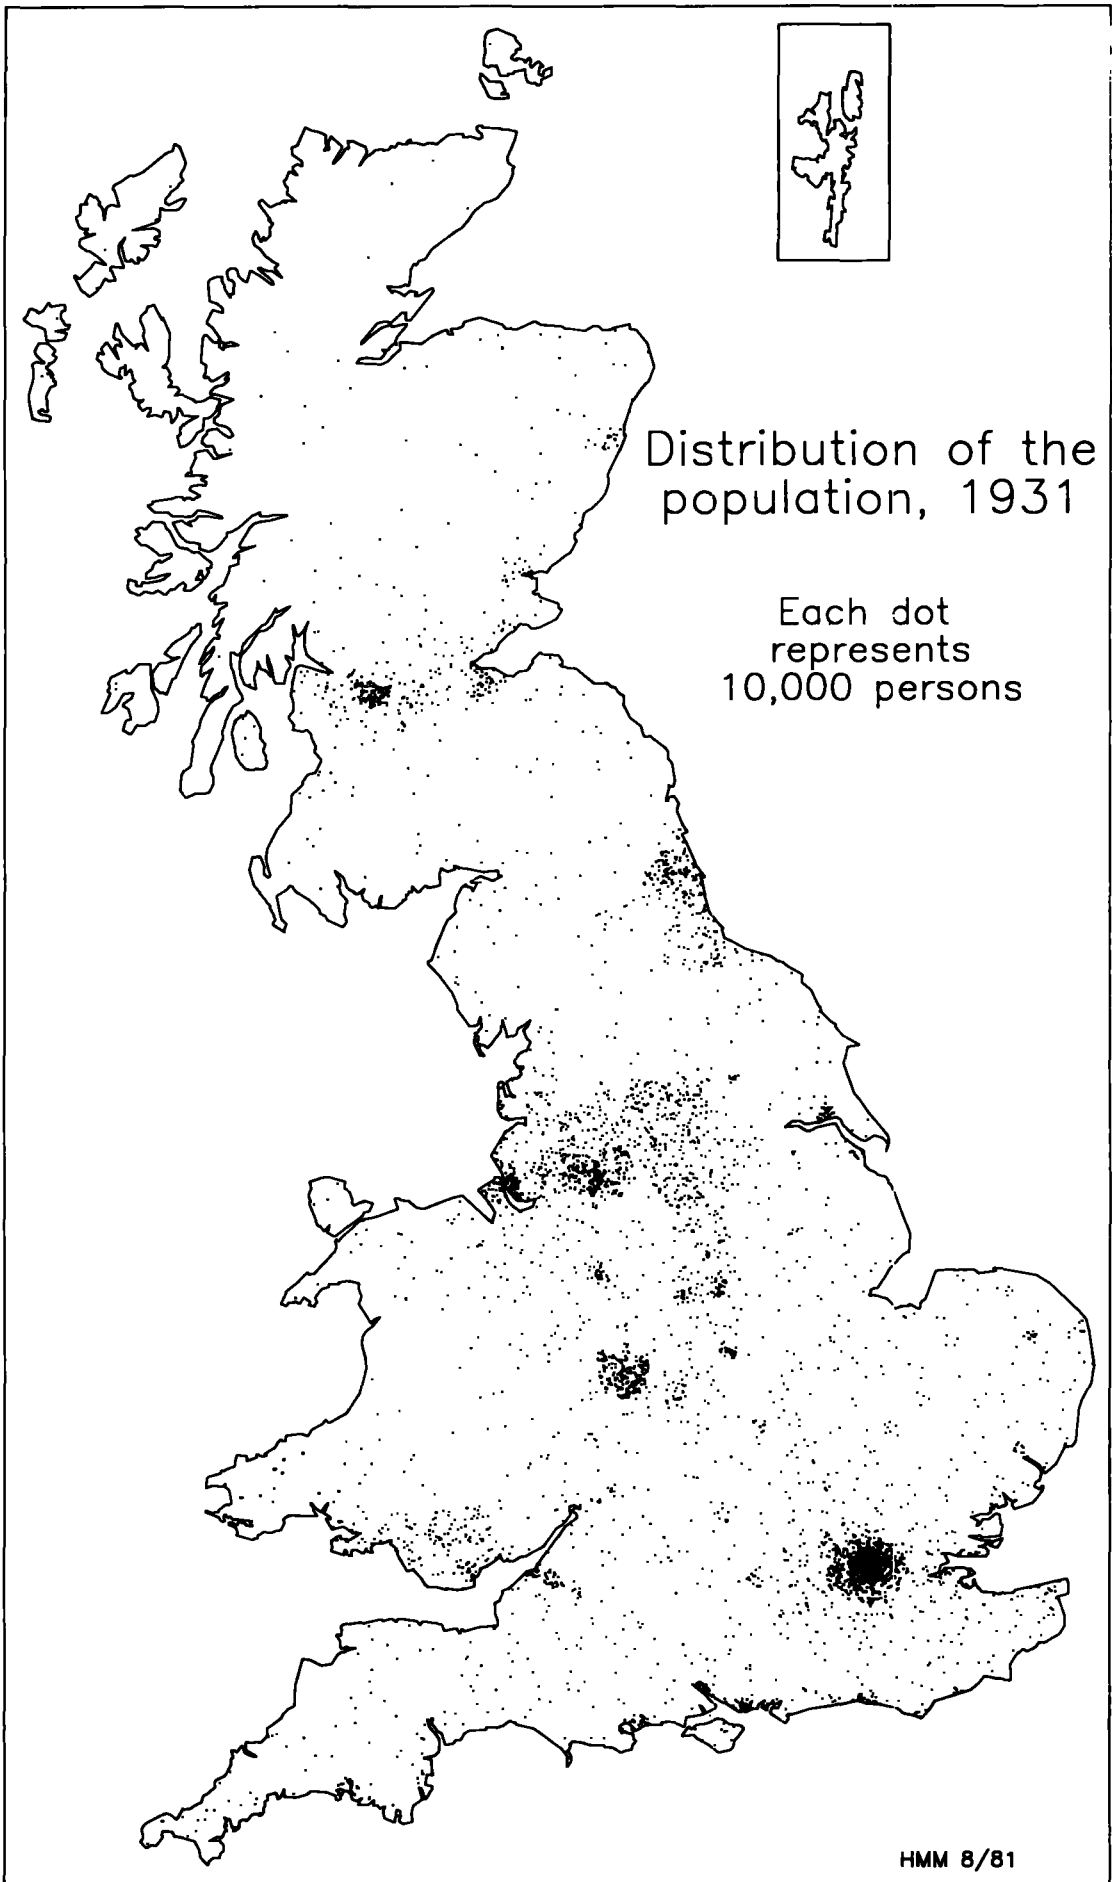 Distribution of the
population, 1931
Each dot
represents
10,000 persons
HMM 8/81